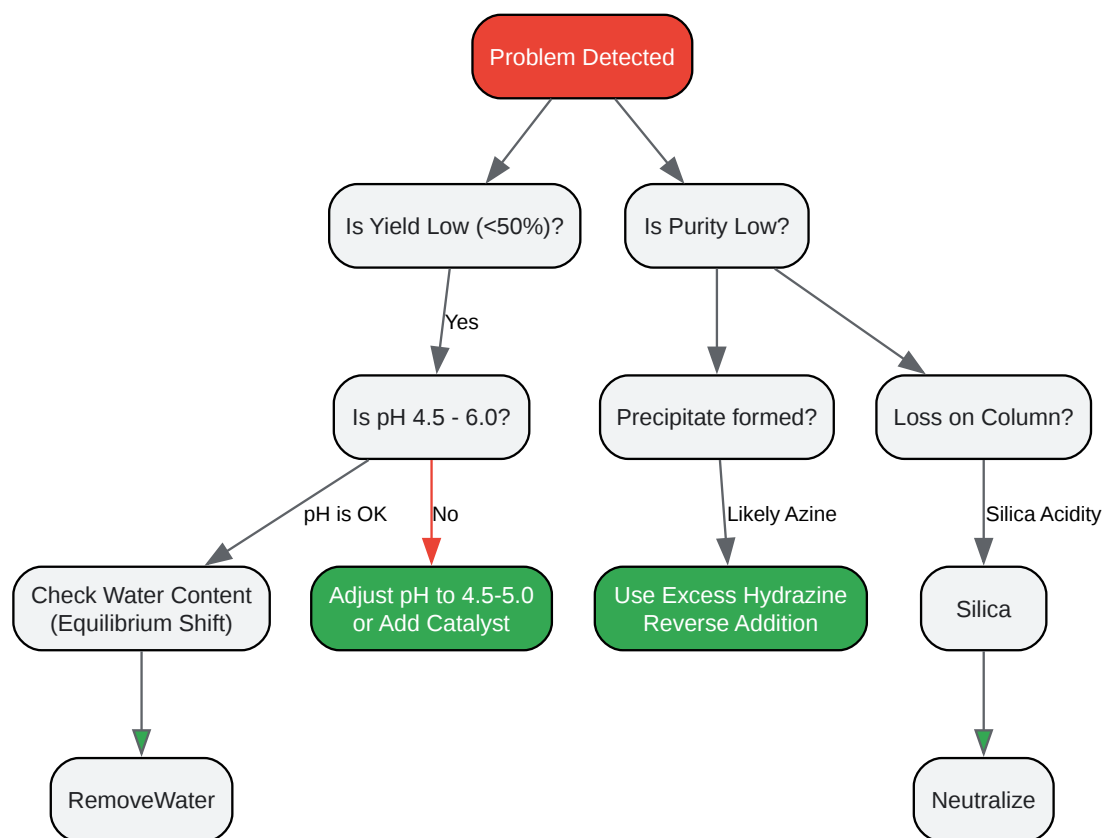 Problem Detected
Is Yield Low (<50%)?
Is Purity Low?
Yes
Is pH 4.5 - 6.0?
Precipitate formed?
Loss on Column?
pH is OK
No
Likely Azine
Silica Acidity
Check Water Content
(Equilibrium Shift)
Adjust pH to 4.5-5.0
or Add Catalyst
Use Excess Hydrazine
Reverse Addition
Silica
RemoveWater
Neutralize